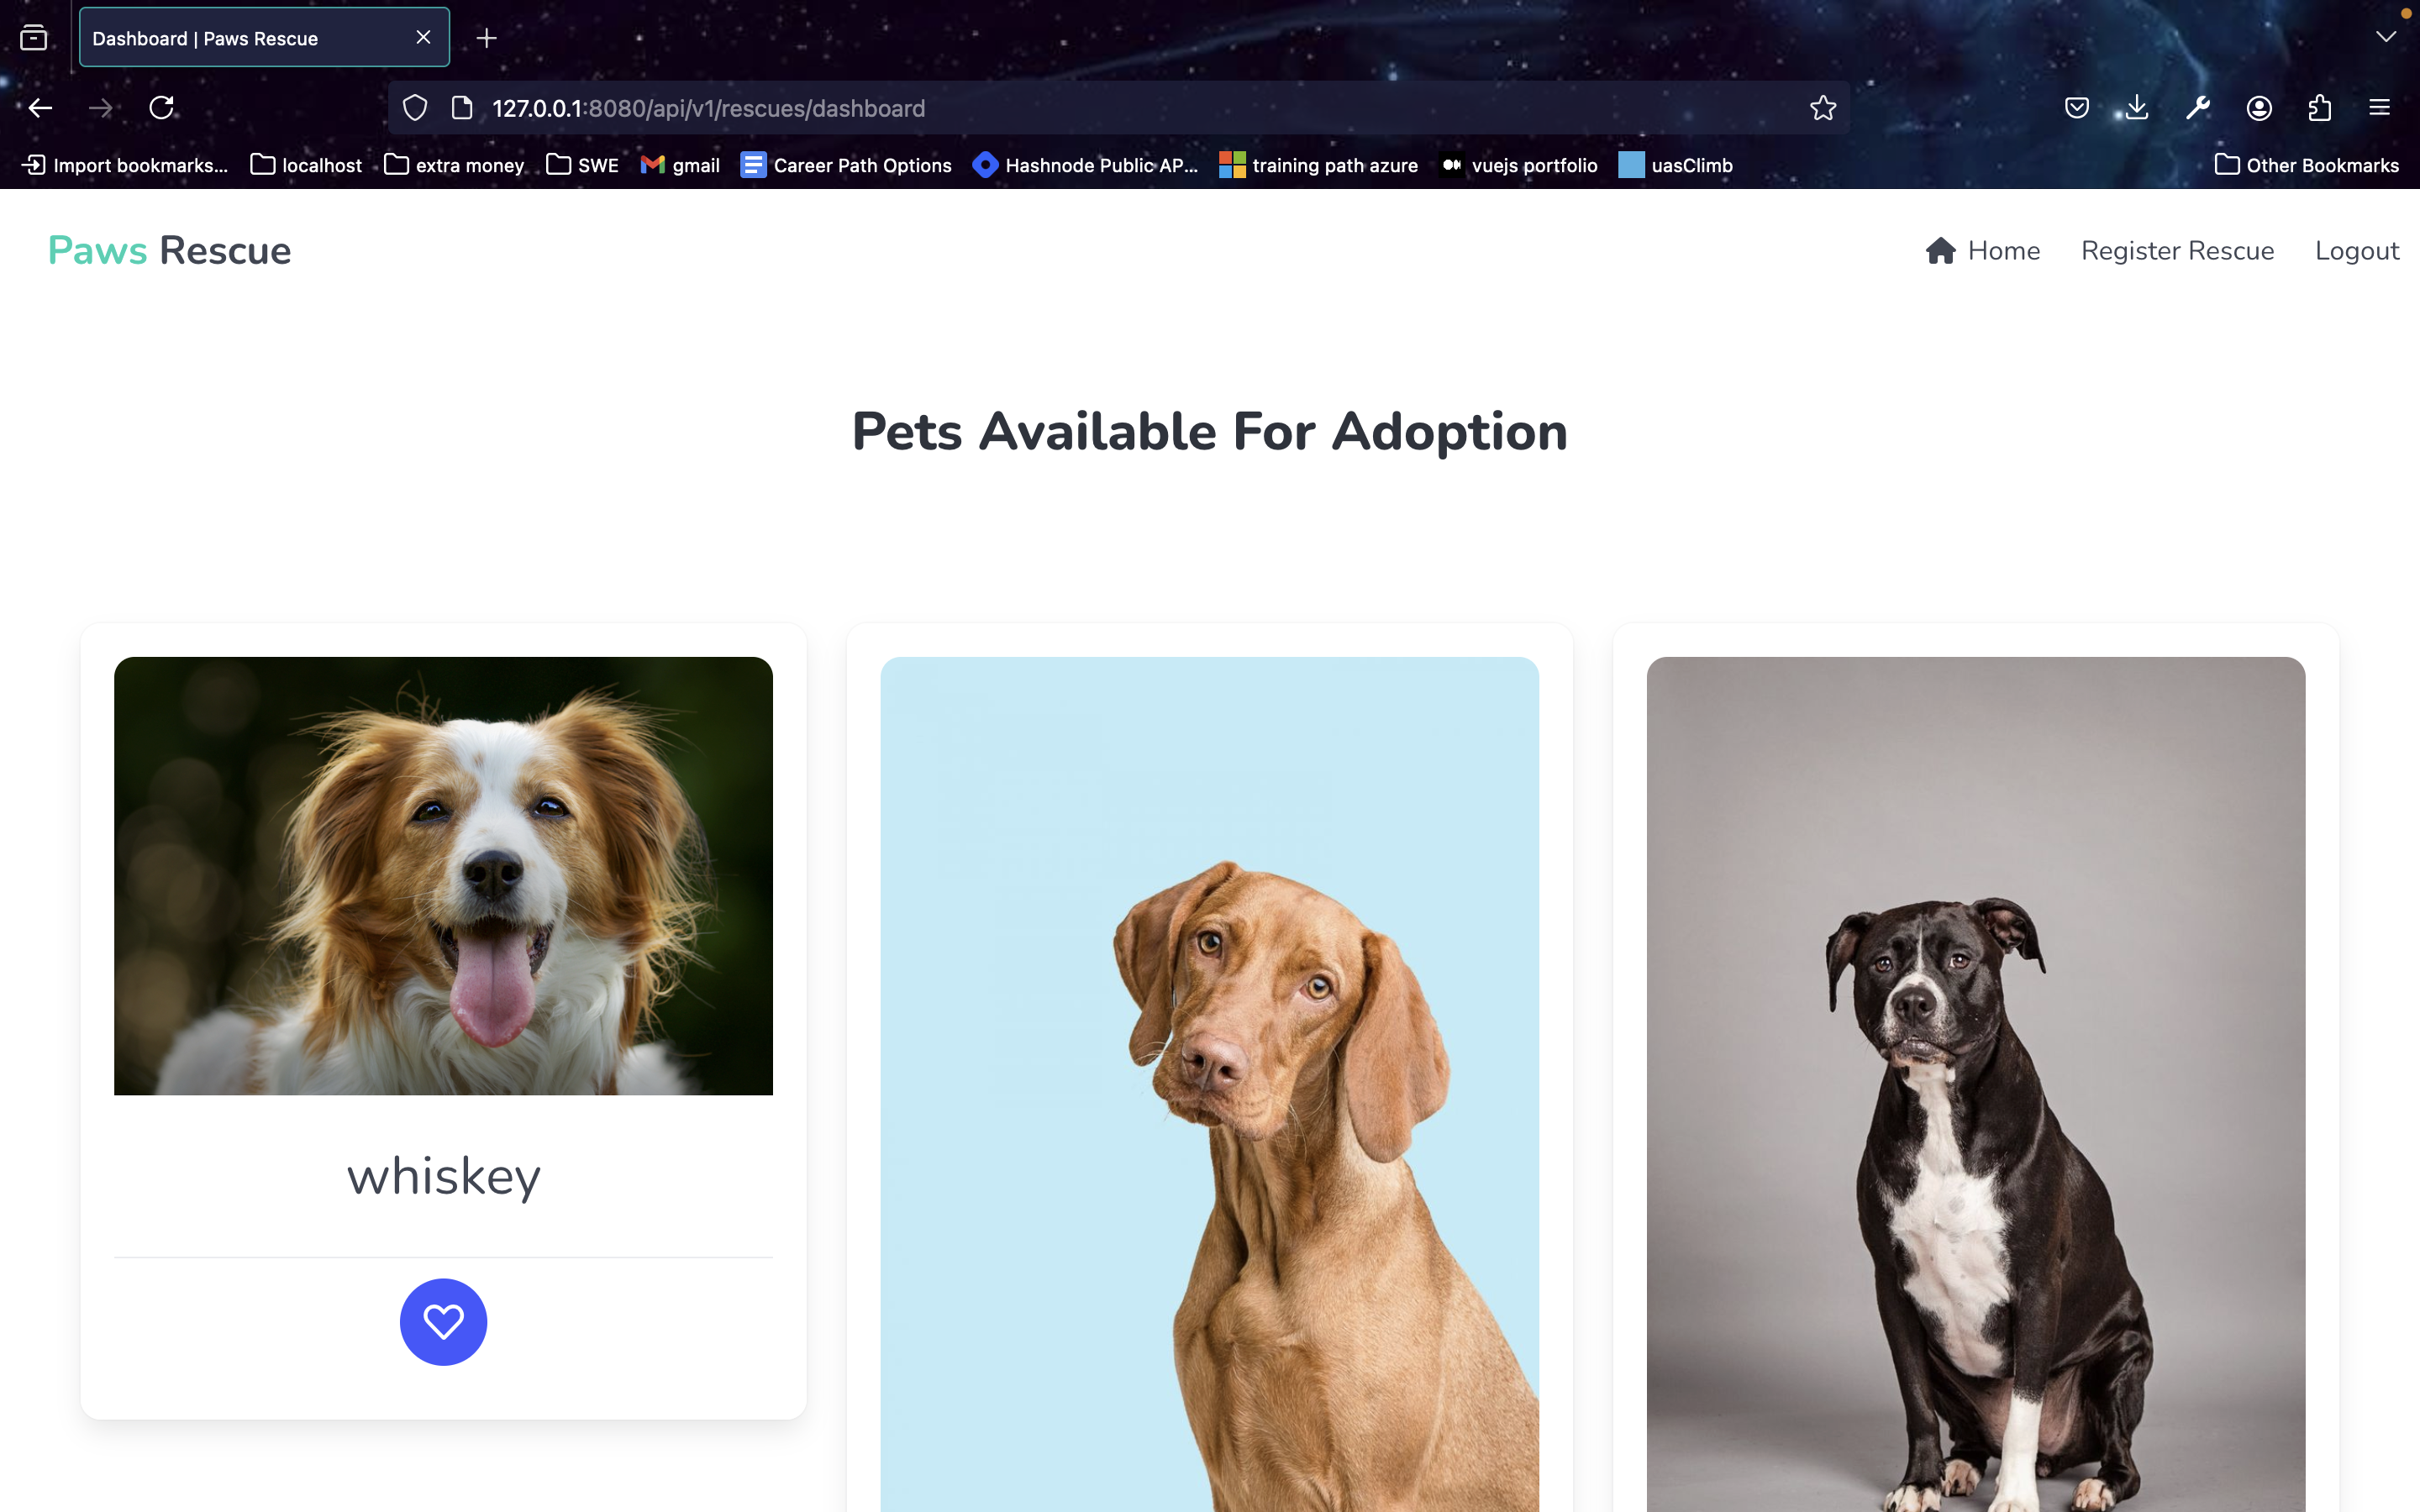 Dashboard | Paws Rescue
127.0.0.1:8080/api/v1/rescues/dashboard
Import bookmarks... localhost extra money SWE gmail Career Path Options Hashnode Public AP... training path azure vuejs portfolio uasClimb Other Bookmarks
Paws Rescue Home Register Rescue Logout
Pets Available For Adoption
whiskey